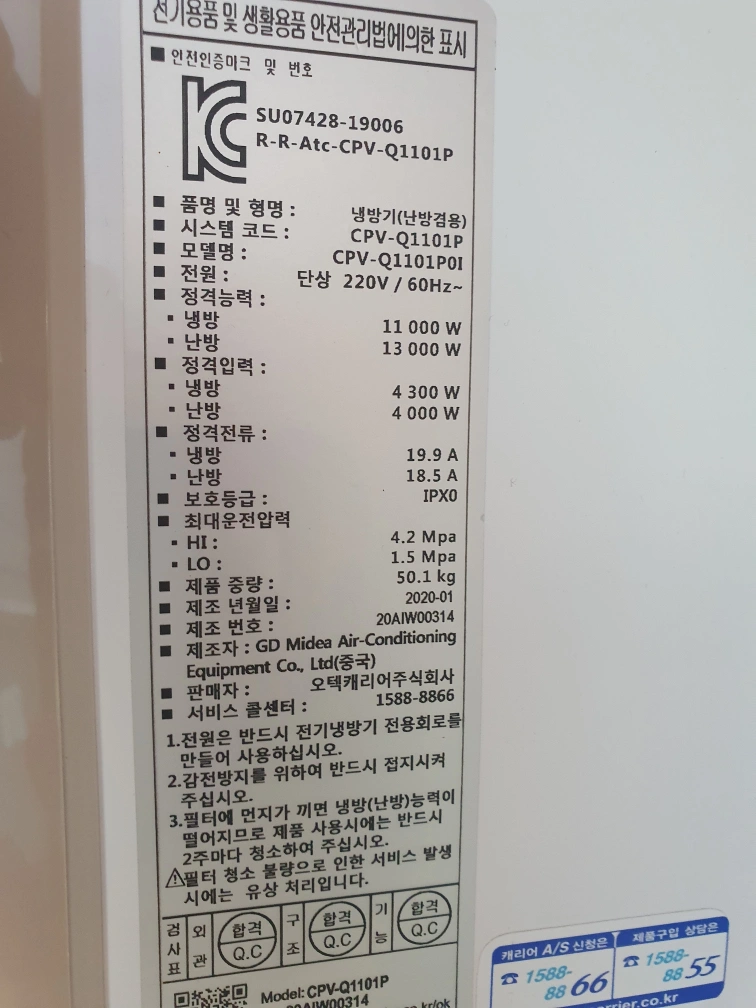 전기용품 및 생활용품 안전관리법에의한 표시
■ 안전인증마크 및 번호
SU07428-19006
R-R-Atc-CPV-Q1101P
■ 품명 및 형명 : 냉방기(난방겸용)
■ 시스템 코드 : CPV-Q1101P
■ 모델명 : CPV-Q1101P0I
■ 전원 : 단상 220V / 60Hz~
■ 정격능력 :
▪ 냉방 11 000 W
▪ 난방 13 000 W
■ 정격입력 :
▪ 냉방 4 300 W
▪ 난방 4 000 W
■ 정격전류 :
▪ 냉방 19.9 A
▪ 난방 18.5 A
■ 보호등급 : IPX0
■ 최대운전압력
▪ HI : 4.2 Mpa
▪ LO : 1.5 Mpa
■ 제품 중량 : 50.1 kg
■ 제조 년월일 : 2020-01
■ 제조 번호 : 20AIW00314
■ 제조자 : GD Midea Air-Conditioning
Equipment Co., Ltd(중국)
■ 판매자 : 오텍캐리어주식회사
■ 서비스 콜센터 : 1588-8866
1.전원은 반드시 전기냉방기 전용회로를
만들어 사용하십시오.
2.감전방지를 위하여 반드시 접지시켜
주십시오.
3.필터에 먼지가 끼면 냉방(난방)능력이
떨어지므로 제품 사용시에는 반드시
2주마다 청소하여 주십시오.
⚠필터 청소 불량으로 인한 서비스 발생
시에는 유상 처리입니다.
검사표 외관 합격 Q.C 구조 합격 Q.C 기능 합격 Q.C
Model: CPV-Q1101P
20AIW00314
캐리어 A/S 신청은
☎ 1588-
8866
제품구입 상담은
☎ 1588-
8855
rrier.co.kr